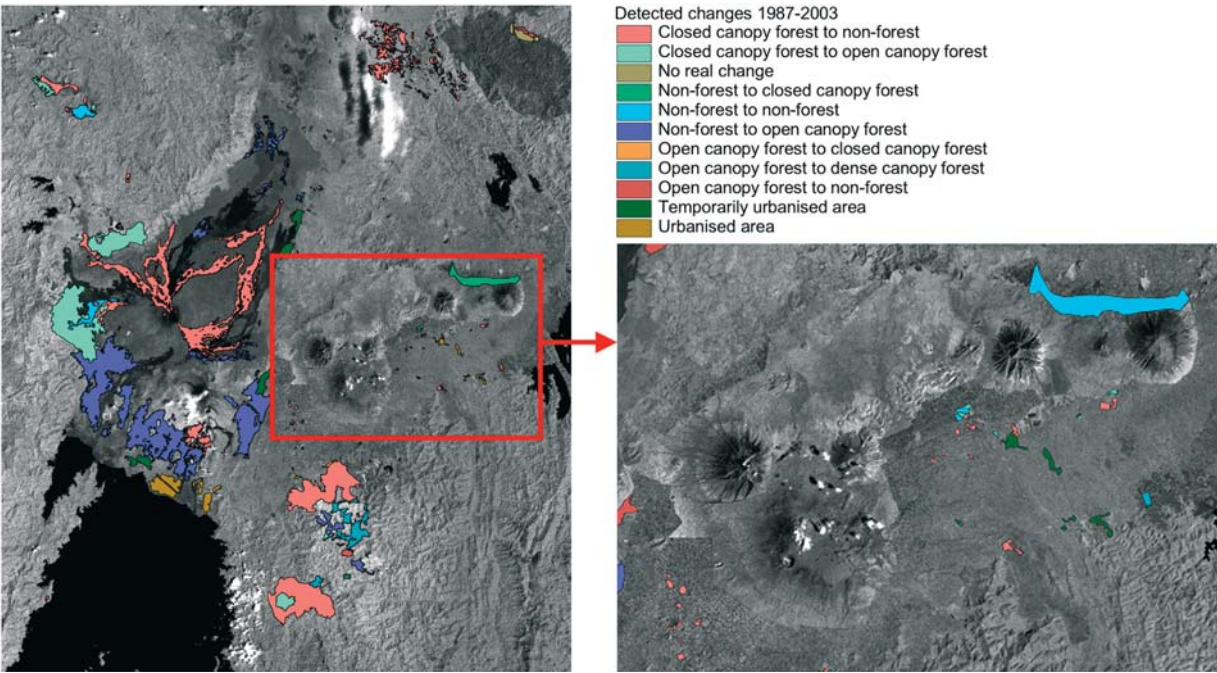 Detected changes 1987-2003
Closed canopy forest to non-forest
Closed canopy forest to open canopy forest
No real change
Non-forest to closed canopy forest
Non-forest to non-forest
Non-forest to open canopy forest
Open canopy forest to closed canopy forest
Open canopy forest to dense canopy forest
Open canopy forest to non-forest
Temporarily urbanised area
Urbanised area